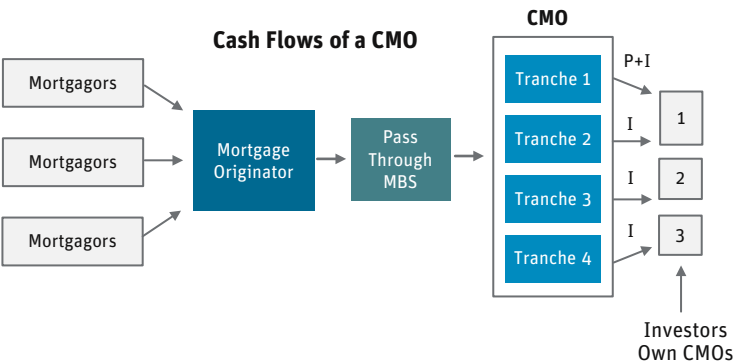 Cash Flows of a CMO
CMO
Mortgagors
Mortgagors
Mortgagors
Mortgage
Originator
Pass
Through
MBS
Tranche 1
Tranche 2
Tranche 3
Tranche 4
P+I
I
I
I
1
2
3
Investors
Own CMOs